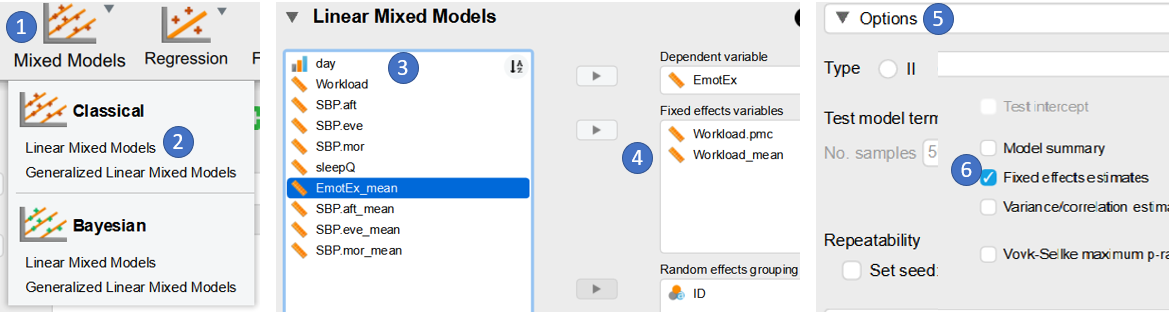 1
Mixed Models
Regression
F
Classical
Linear Mixed Models
2
Generalized Linear Mixed Models
Bayesian
Linear Mixed Models
Generalized Linear Mixed Models
Linear Mixed Models
day
3
Workload
SBP.aft
SBP.eve
SBP.mor
sleepQ
EmotEx_mean
SBP.aft_mean
SBP.eve_mean
SBP.mor_mean
Dependent variable
EmotEx
Fixed effects variables
4
Workload.pmc
Workload_mean
Random effects grouping
ID
Options
5
Type
II
Test intercept
Test model term
No. samples 5
Model summary
6
Fixed effects estimates
Variance/correlation estima
Repeatability
Set seed:
Vovk-Sellke maximum p-ra